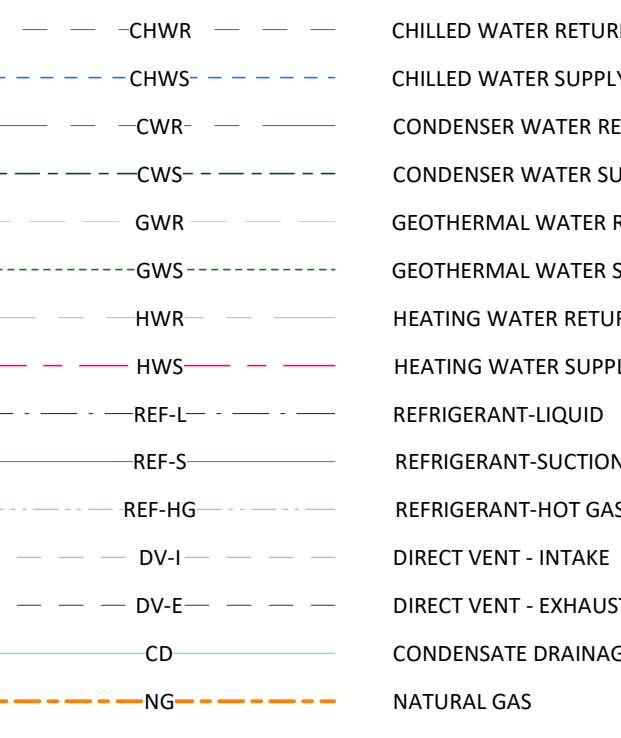 CHWR CHILLED WATER RETUR
CHWS CHILLED WATER SUPPLY
CWR CONDENSER WATER RE
CWS CONDENSER WATER SU
GWR GEOTHERMAL WATER R
GWS GEOTHERMAL WATER S
HWR HEATING WATER RETUR
HWS HEATING WATER SUPPL
REF-L REFRIGERANT-LIQUID
REF-S REFRIGERANT-SUCTION
REF-HG REFRIGERANT-HOT GAS
DV-I DIRECT VENT - INTAKE
DV-E DIRECT VENT - EXHAUST
CD CONDENSATE DRAINAG
NG NATURAL GAS